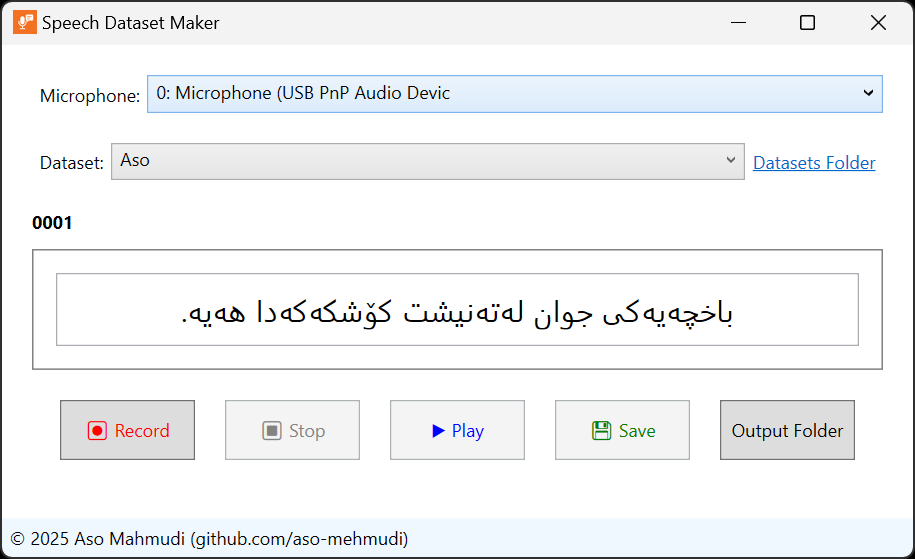 Speech Dataset Maker
Microphone: 0: Microphone (USB PnP Audio Devic
Dataset: Aso Datasets Folder
0001
باخچەیەکی جوان لەتەنیشت کۆشکەکەدا هەیە.
Record Stop Play Save Output Folder
© 2025 Aso Mahmudi (github.com/aso-mehmudi)